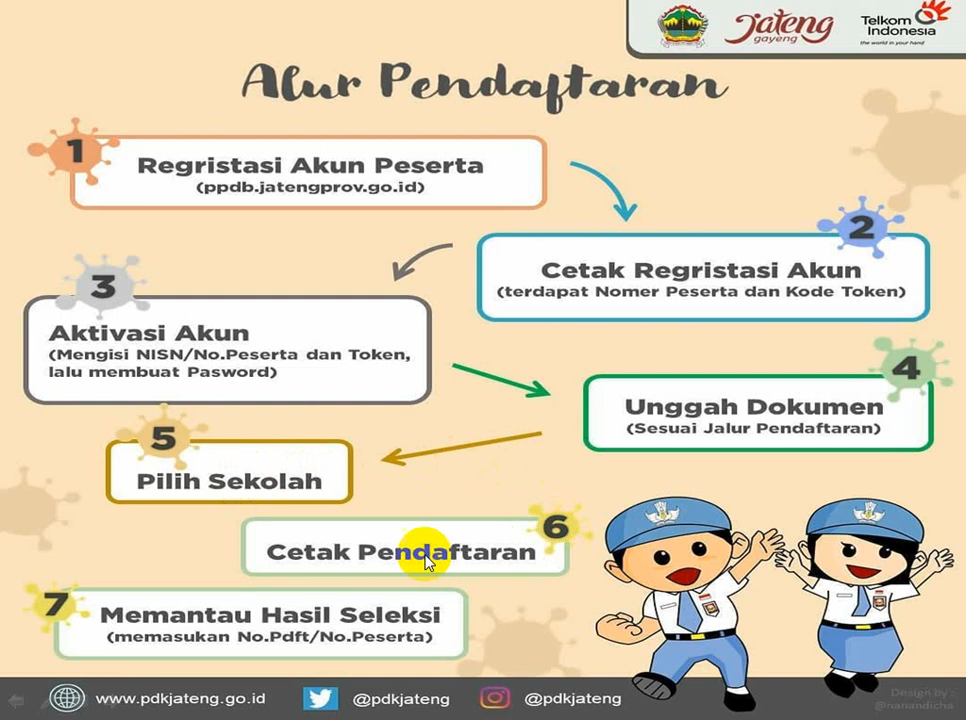 jateng
gayeng
Telkom
Indonesia
the world in your hand
Alur Pendaftaran
1
Regristasi Akun Peserta
(ppdb.jatengprov.go.id)
2
Cetak Regristasi Akun
(terdapat Nomer Peserta dan Kode Token)
3
Aktivasi Akun
(Mengisi NISN/No.Peserta dan Token,
lalu membuat Pasword)
4
Unggah Dokumen
(Sesuai Jalur Pendaftaran)
5
Pilih Sekolah
6
Cetak Pendaftaran
7
Memantau Hasil Seleksi
(memasukan No.Pdft/No.Peserta)
www.pdkjateng.go.id
@pdkjateng
@pdkjateng
Design by :
@nanandicha